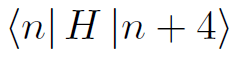 ⟨n| H |n + 4⟩